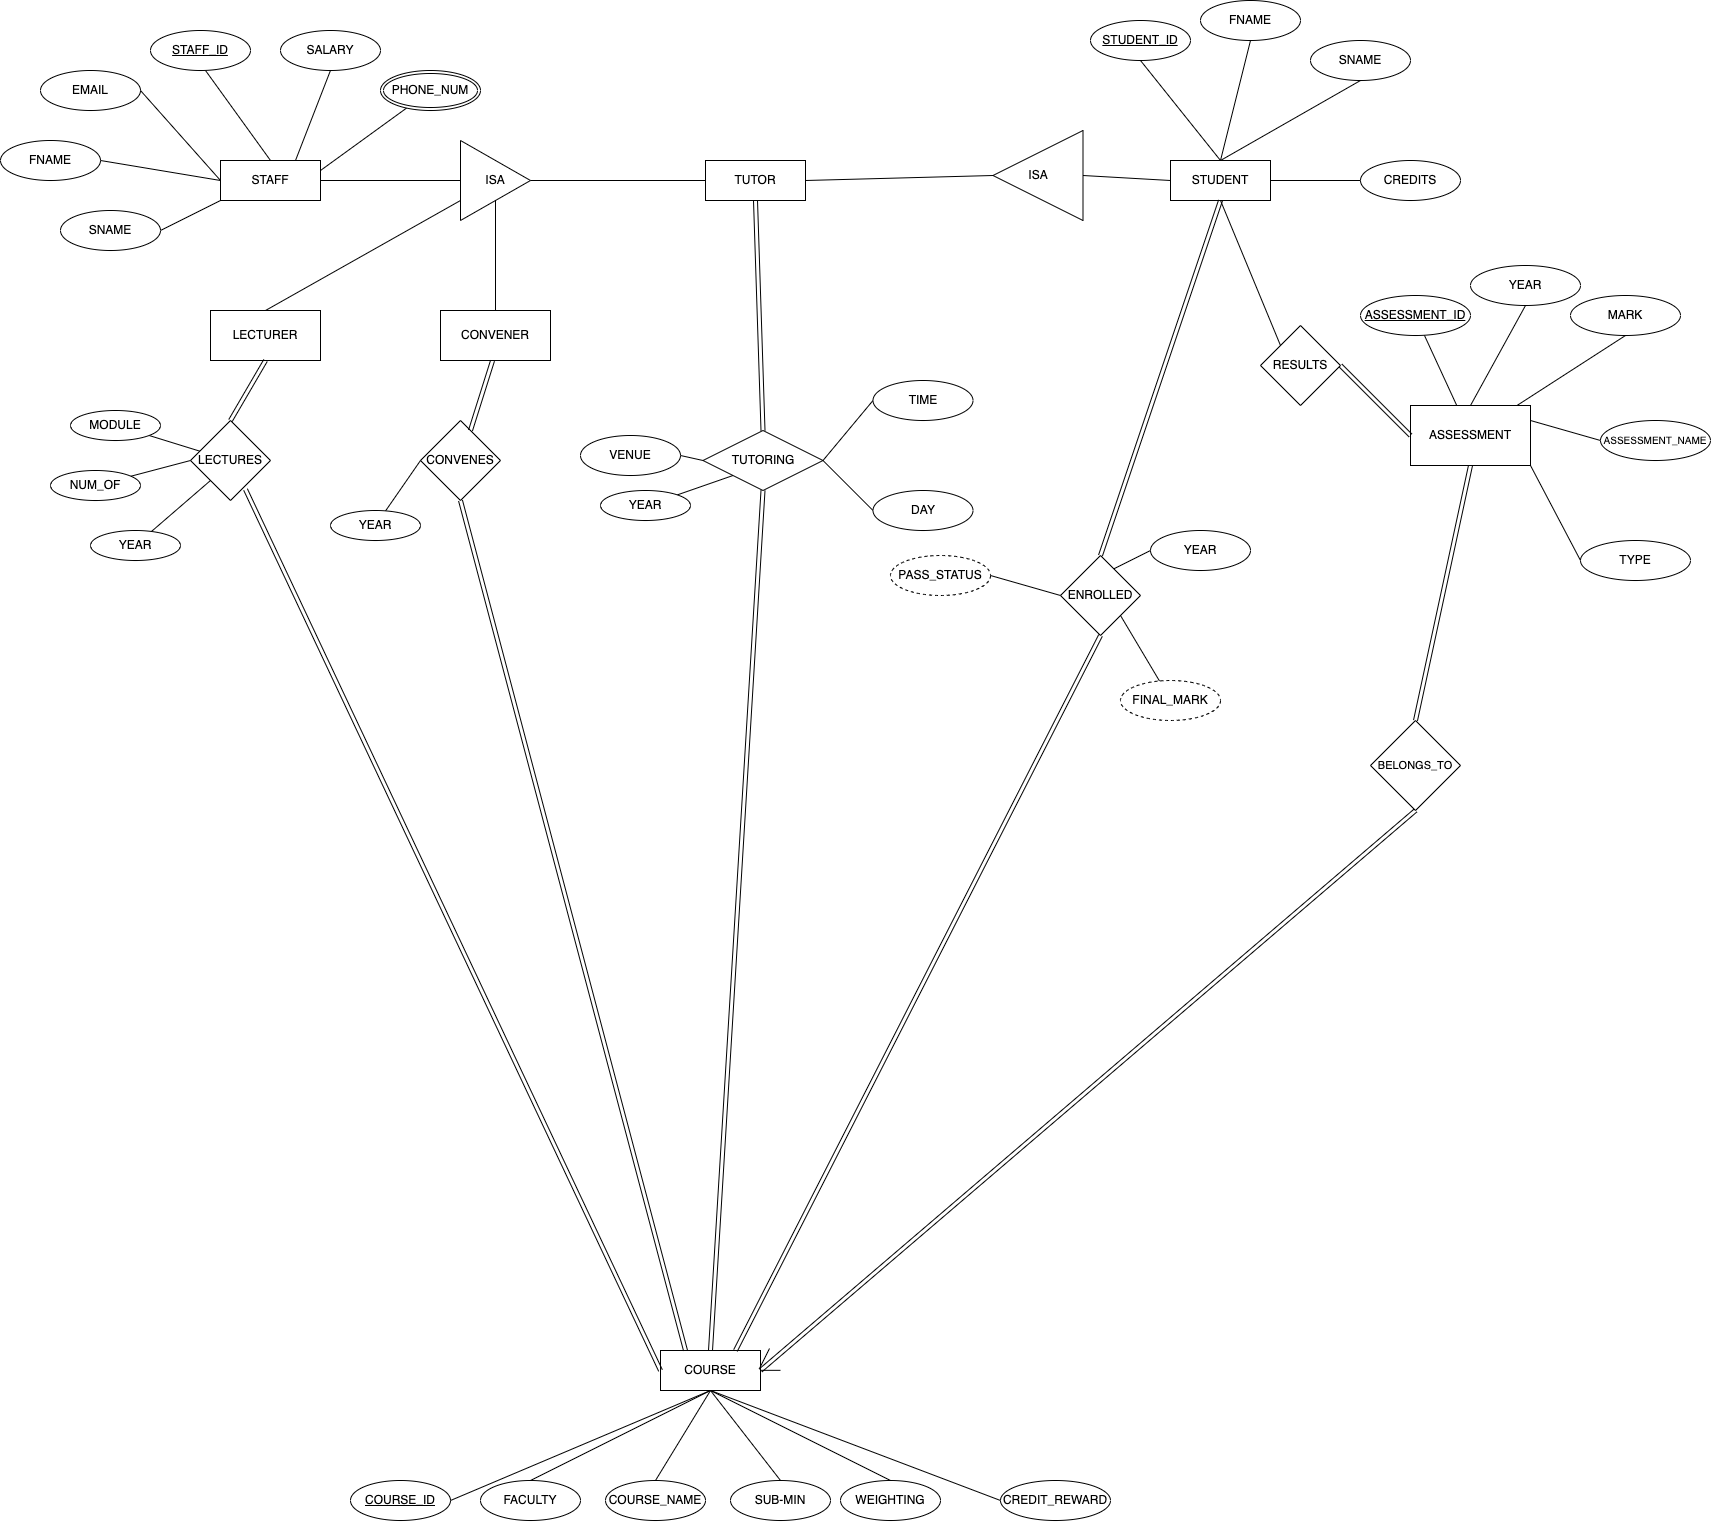 FNAME
STUDENT_ID
STAFF_ID
SALARY
SNAME
EMAIL
PHONE_NUM
FNAME
STAFF
ISA
TUTOR
ISA
STUDENT
CREDITS
SNAME
YEAR
ASSESSMENT_ID
MARK
LECTURER
CONVENER
RESULTS
TIME
MODULE
ASSESSMENT
ASSESSMENT_NAME
VENUE
LECTURES
CONVENES
TUTORING
NUM_OF
YEAR
DAY
YEAR
YEAR
YEAR
TYPE
PASS_STATUS
ENROLLED
FINAL_MARK
BELONGS_TO
COURSE
COURSE_ID
FACULTY
COURSE_NAME
SUB-MIN
WEIGHTING
CREDIT_REWARD